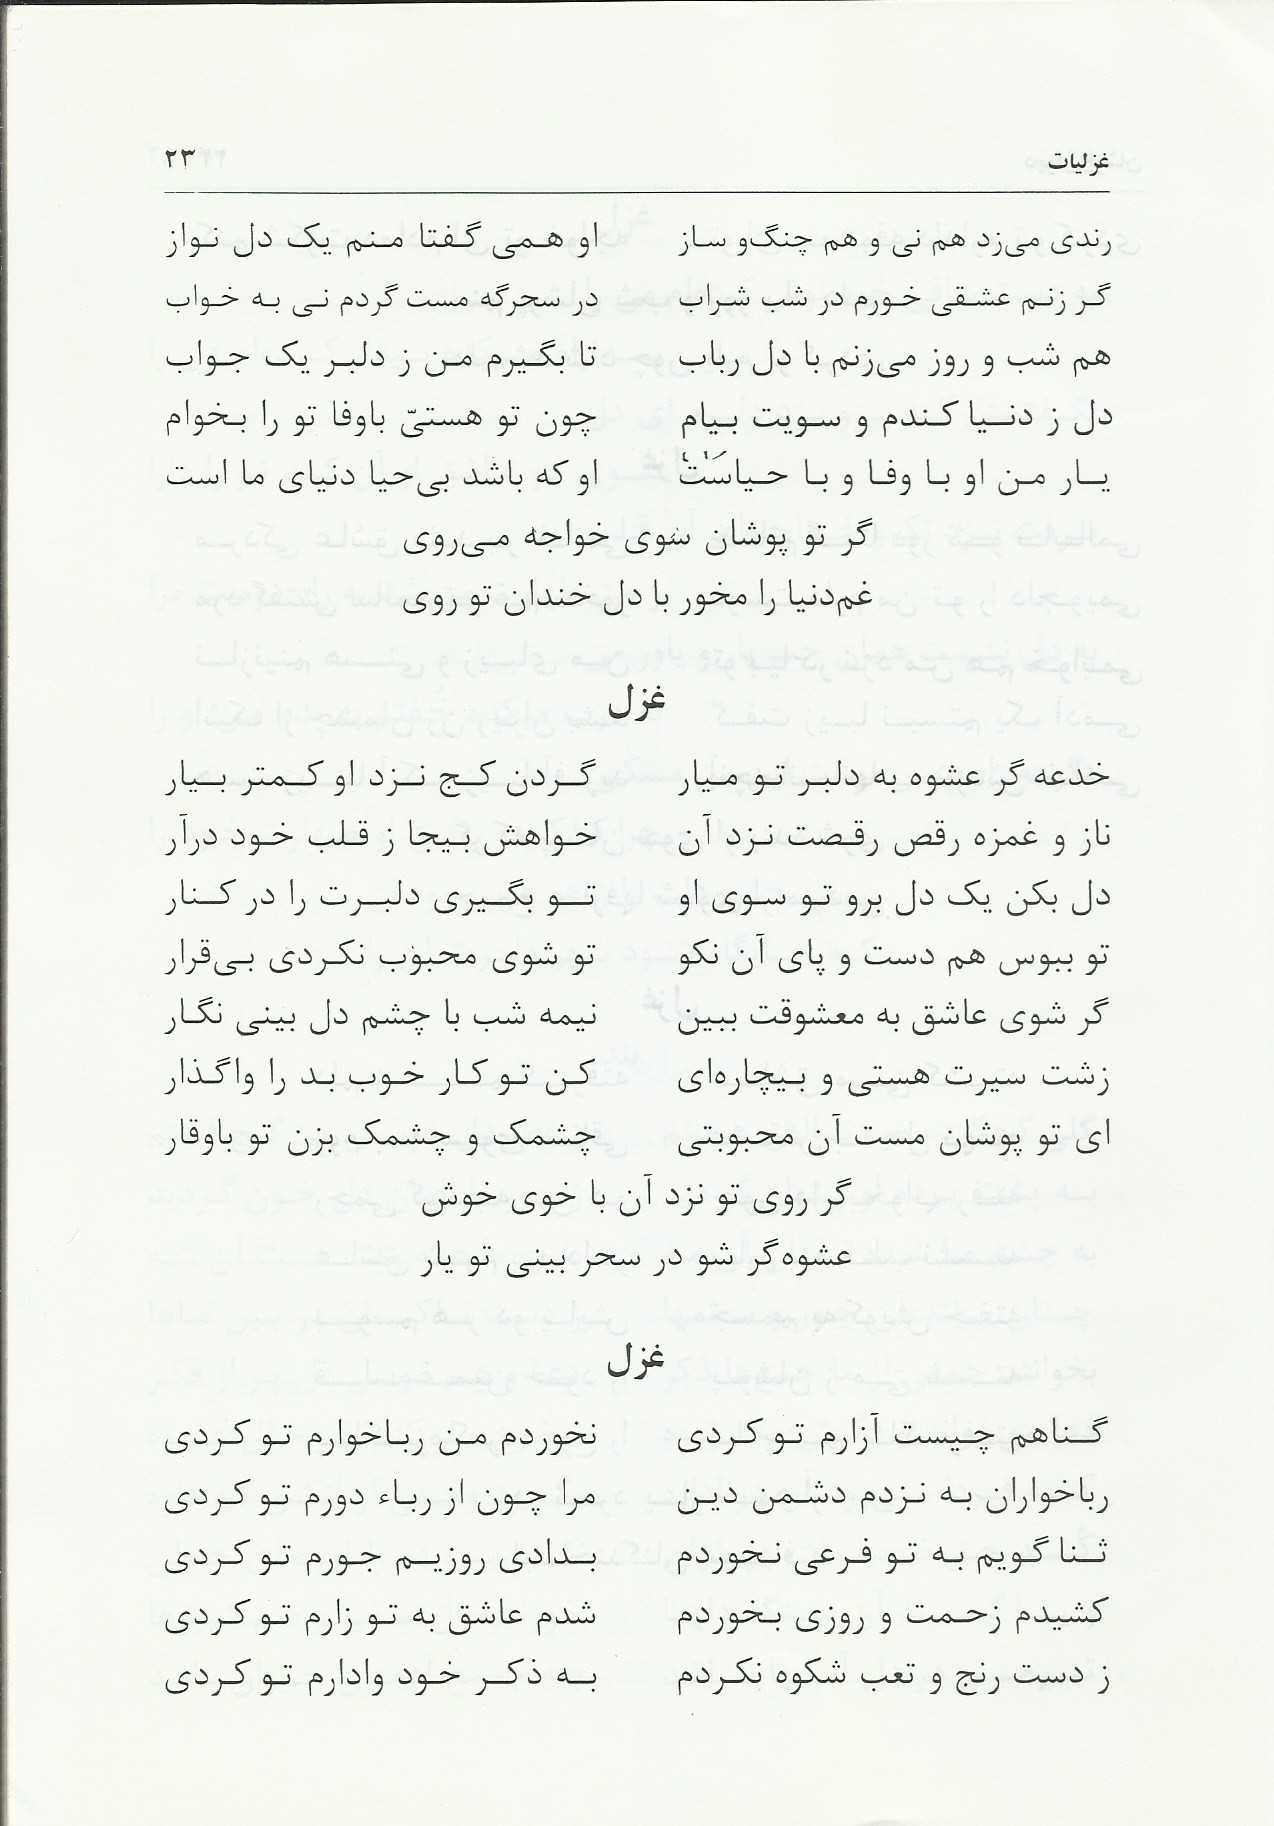 غزلیات ۲۳
رندی می‌زد هم نی و هم چنگ‌و ساز او همی گفتا منم یک دل نواز
گر زنم عشقی خورم در شب شراب در سحرگه مست گردم نی به خواب
هم شب و روز می‌زنم با دل رباب تا بگیرم من ز دلبر یک جواب
دل ز دنیا کندم و سویت بیام چون تو هستیّ باوفا تو را بخوام
یار من او با وفا و با حیاست او که باشد بی‌حیا دنیای ما است
گر تو پوشان سوی خواجه می‌روی
غم‌دنیا را مخور با دل خندان تو روی
غزل
خدعه گر عشوه به دلبر تو میار گردن کج نزد او کمتر بیار
ناز و غمزه رقص رقصت نزد آن خواهش بیجا ز قلب خود درآر
دل بکن یک دل برو تو سوی او تو بگیری دلبرت را در کنار
تو ببوس هم دست و پای آن نکو تو شوی محبوب نکردی بی‌قرار
گر شوی عاشق به معشوقت ببین نیمه شب با چشم دل بینی نگار
زشت سیرت هستی و بیچاره‌ای کن تو کار خوب بد را واگذار
ای تو پوشان مست آن محبوبتی چشمک و چشمک بزن تو باوقار
گر روی تو نزد آن با خوی خوش
عشوه‌گر شو در سحر بینی تو یار
غزل
گناهم چیست آزارم تو کردی نخوردم من رباخوارم تو کردی
رباخواران به نزدم دشمن دین مرا چون از رباء دورم تو کردی
ثنا گویم به تو فرعی نخوردم بدادی روزیم جورم تو کردی
کشیدم زحمت و روزی بخوردم شدم عاشق به تو زارم تو کردی
ز دست رنج و تعب شکوه نکردم به ذکر خود وادارم تو کردی